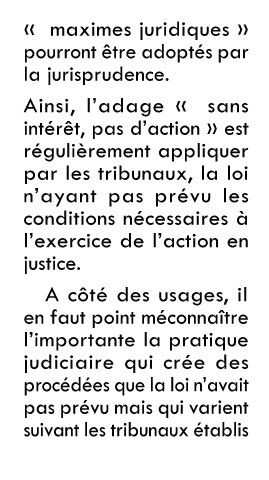 «  maximes juridiques »
pourront être adoptés par
la jurisprudence.
Ainsi, l’adage «  sans
intérêt, pas d’action » est
régulièrement appliquer
par les tribunaux, la loi
n’ayant pas prévu les
conditions nécessaires à
l’exercice de l’action en
justice.
A côté des usages, il
en faut point méconnaître
l’importante la pratique
judiciaire qui crée des
procédées que la loi n’avait
pas prévu mais qui varient
suivant les tribunaux établis